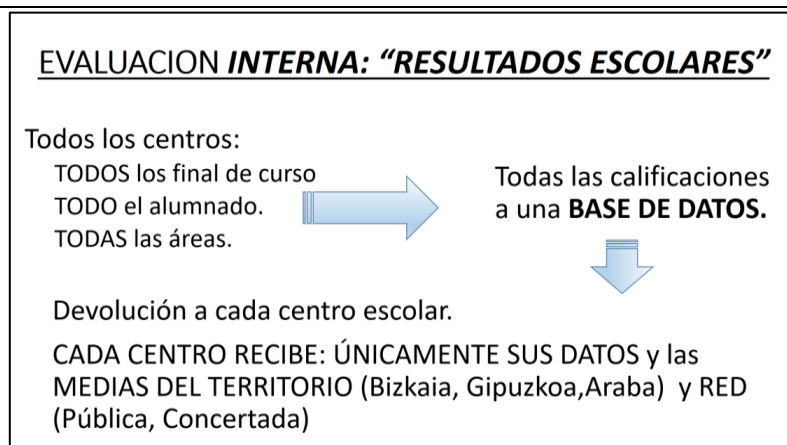 EVALUACION INTERNA: “RESULTADOS ESCOLARES”
Todos los centros:
TODOS los final de curso
TODO el alumnado.
TODAS las áreas.
Todas las calificaciones
a una BASE DE DATOS.
Devolución a cada centro escolar.
CADA CENTRO RECIBE: ÚNICAMENTE SUS DATOS y las
MEDIAS DEL TERRITORIO (Bizkaia, Gipuzkoa,Araba) y RED
(Pública, Concertada)